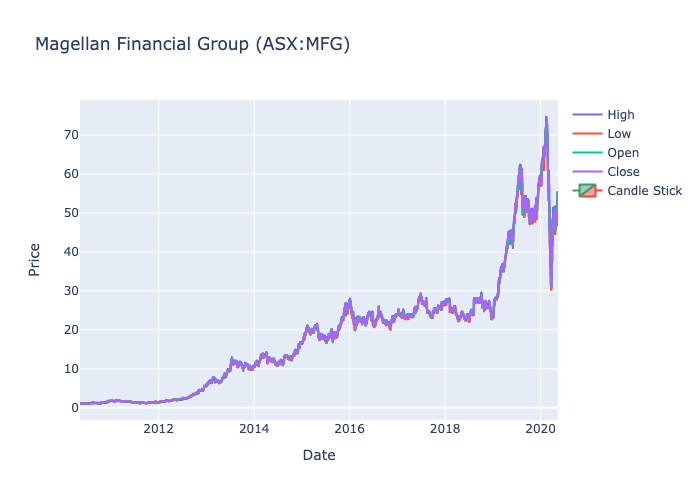 Magellan Financial Group (ASX:MFG)
High
Low
Open
Close
Candle Stick
70
60
50
40
30
20
10
0
Price
2012
2014
2016
2018
2020
Date